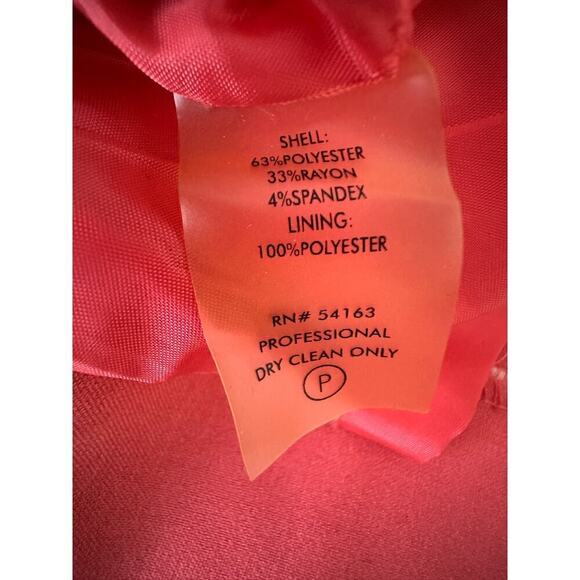 SHELL:
63%POLYESTER
33%RAYON
4%SPANDEX
LINING:
100%POLYESTER
RN# 54163
PROFESSIONAL
DRY CLEAN ONLY
P